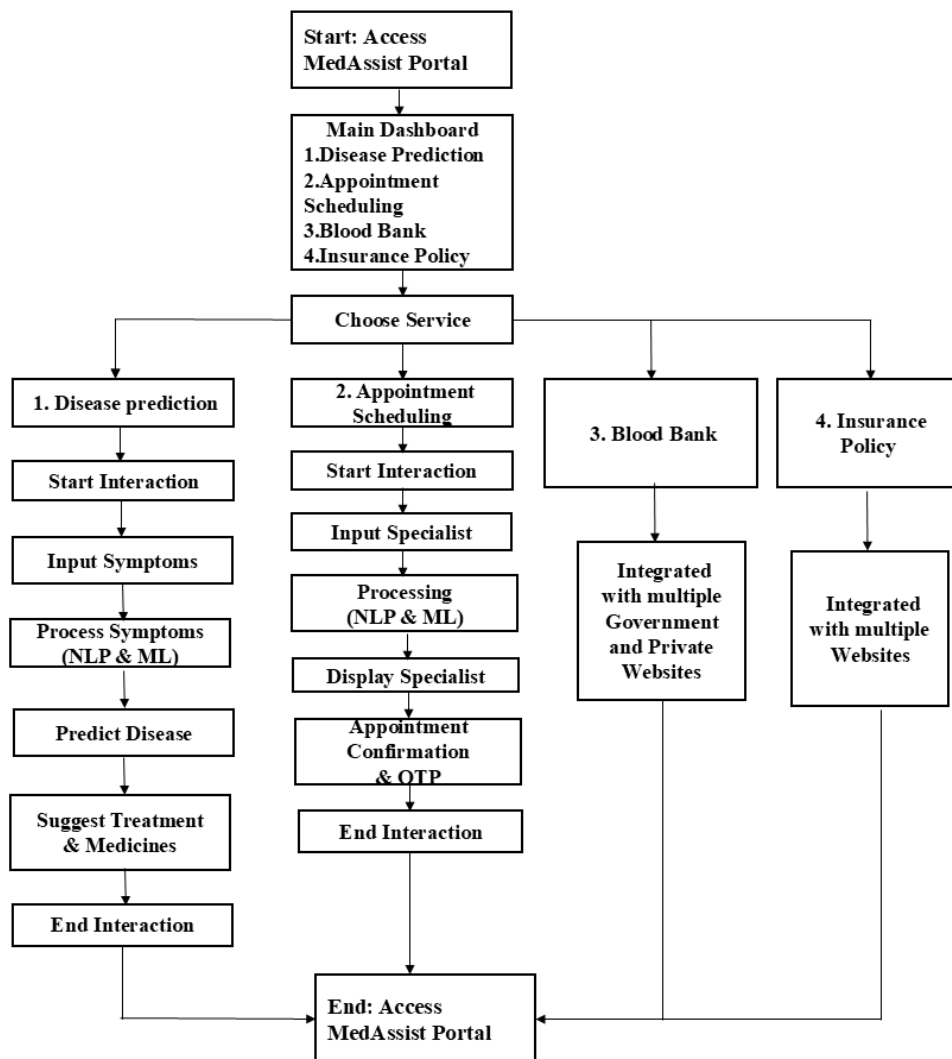 Start: Access
MedAssist Portal
Main Dashboard
1.Disease Prediction
2.Appointment
Scheduling
3.Blood Bank
4.Insurance Policy
Choose Service
1. Disease prediction
Start Interaction
Input Symptoms
Process Symptoms
(NLP & ML)
Predict Disease
Suggest Treatment
& Medicines
End Interaction
2. Appointment
Scheduling
Start Interaction
Input Specialist
Processing
(NLP & ML)
Display Specialist
Appointment
Confirmation
& OTP
End Interaction
3. Blood Bank
Integrated
with multiple
Government
and Private
Websites
4. Insurance
Policy
Integrated
with multiple
Websites
End: Access
MedAssist Portal